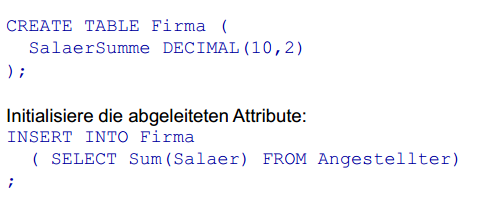 CREATE TABLE Firma (
SalaerSumme DECIMAL(10,2)
);
Initialisiere die abgeleiteten Attribute:
INSERT INTO Firma
( SELECT Sum(Salaer) FROM Angestellter)
;